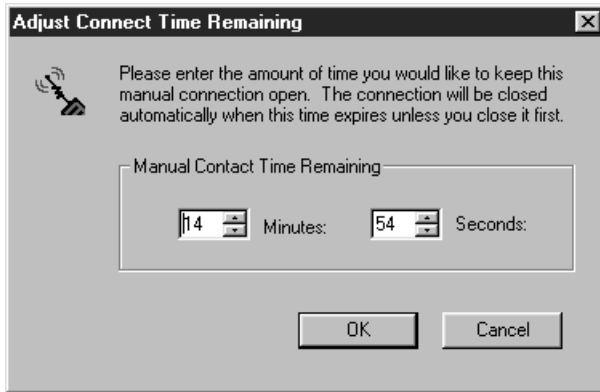 Adjust Connect Time Remaining
Please enter the amount of time you would like to keep this
manual connection open.  The connection will be closed
automatically when this time expires unless you close it first.
Manual Contact Time Remaining
14 Minutes: 54 Seconds:
OK Cancel